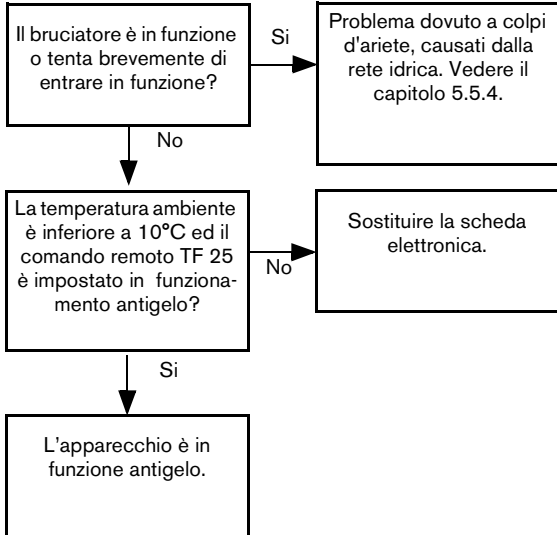 Il bruciatore è in funzione
o tenta brevemente di
entrare in funzione?
Si
Problema dovuto a colpi
d'ariete, causati dalla
rete idrica. Vedere il
capitolo 5.5.4.
No
La temperatura ambiente
è inferiore a 10°C ed il
comando remoto TF 25
è impostato in funziona-
mento antigelo?
No
Sostituire la scheda
elettronica.
Si
L'apparecchio è in
funzione antigelo.